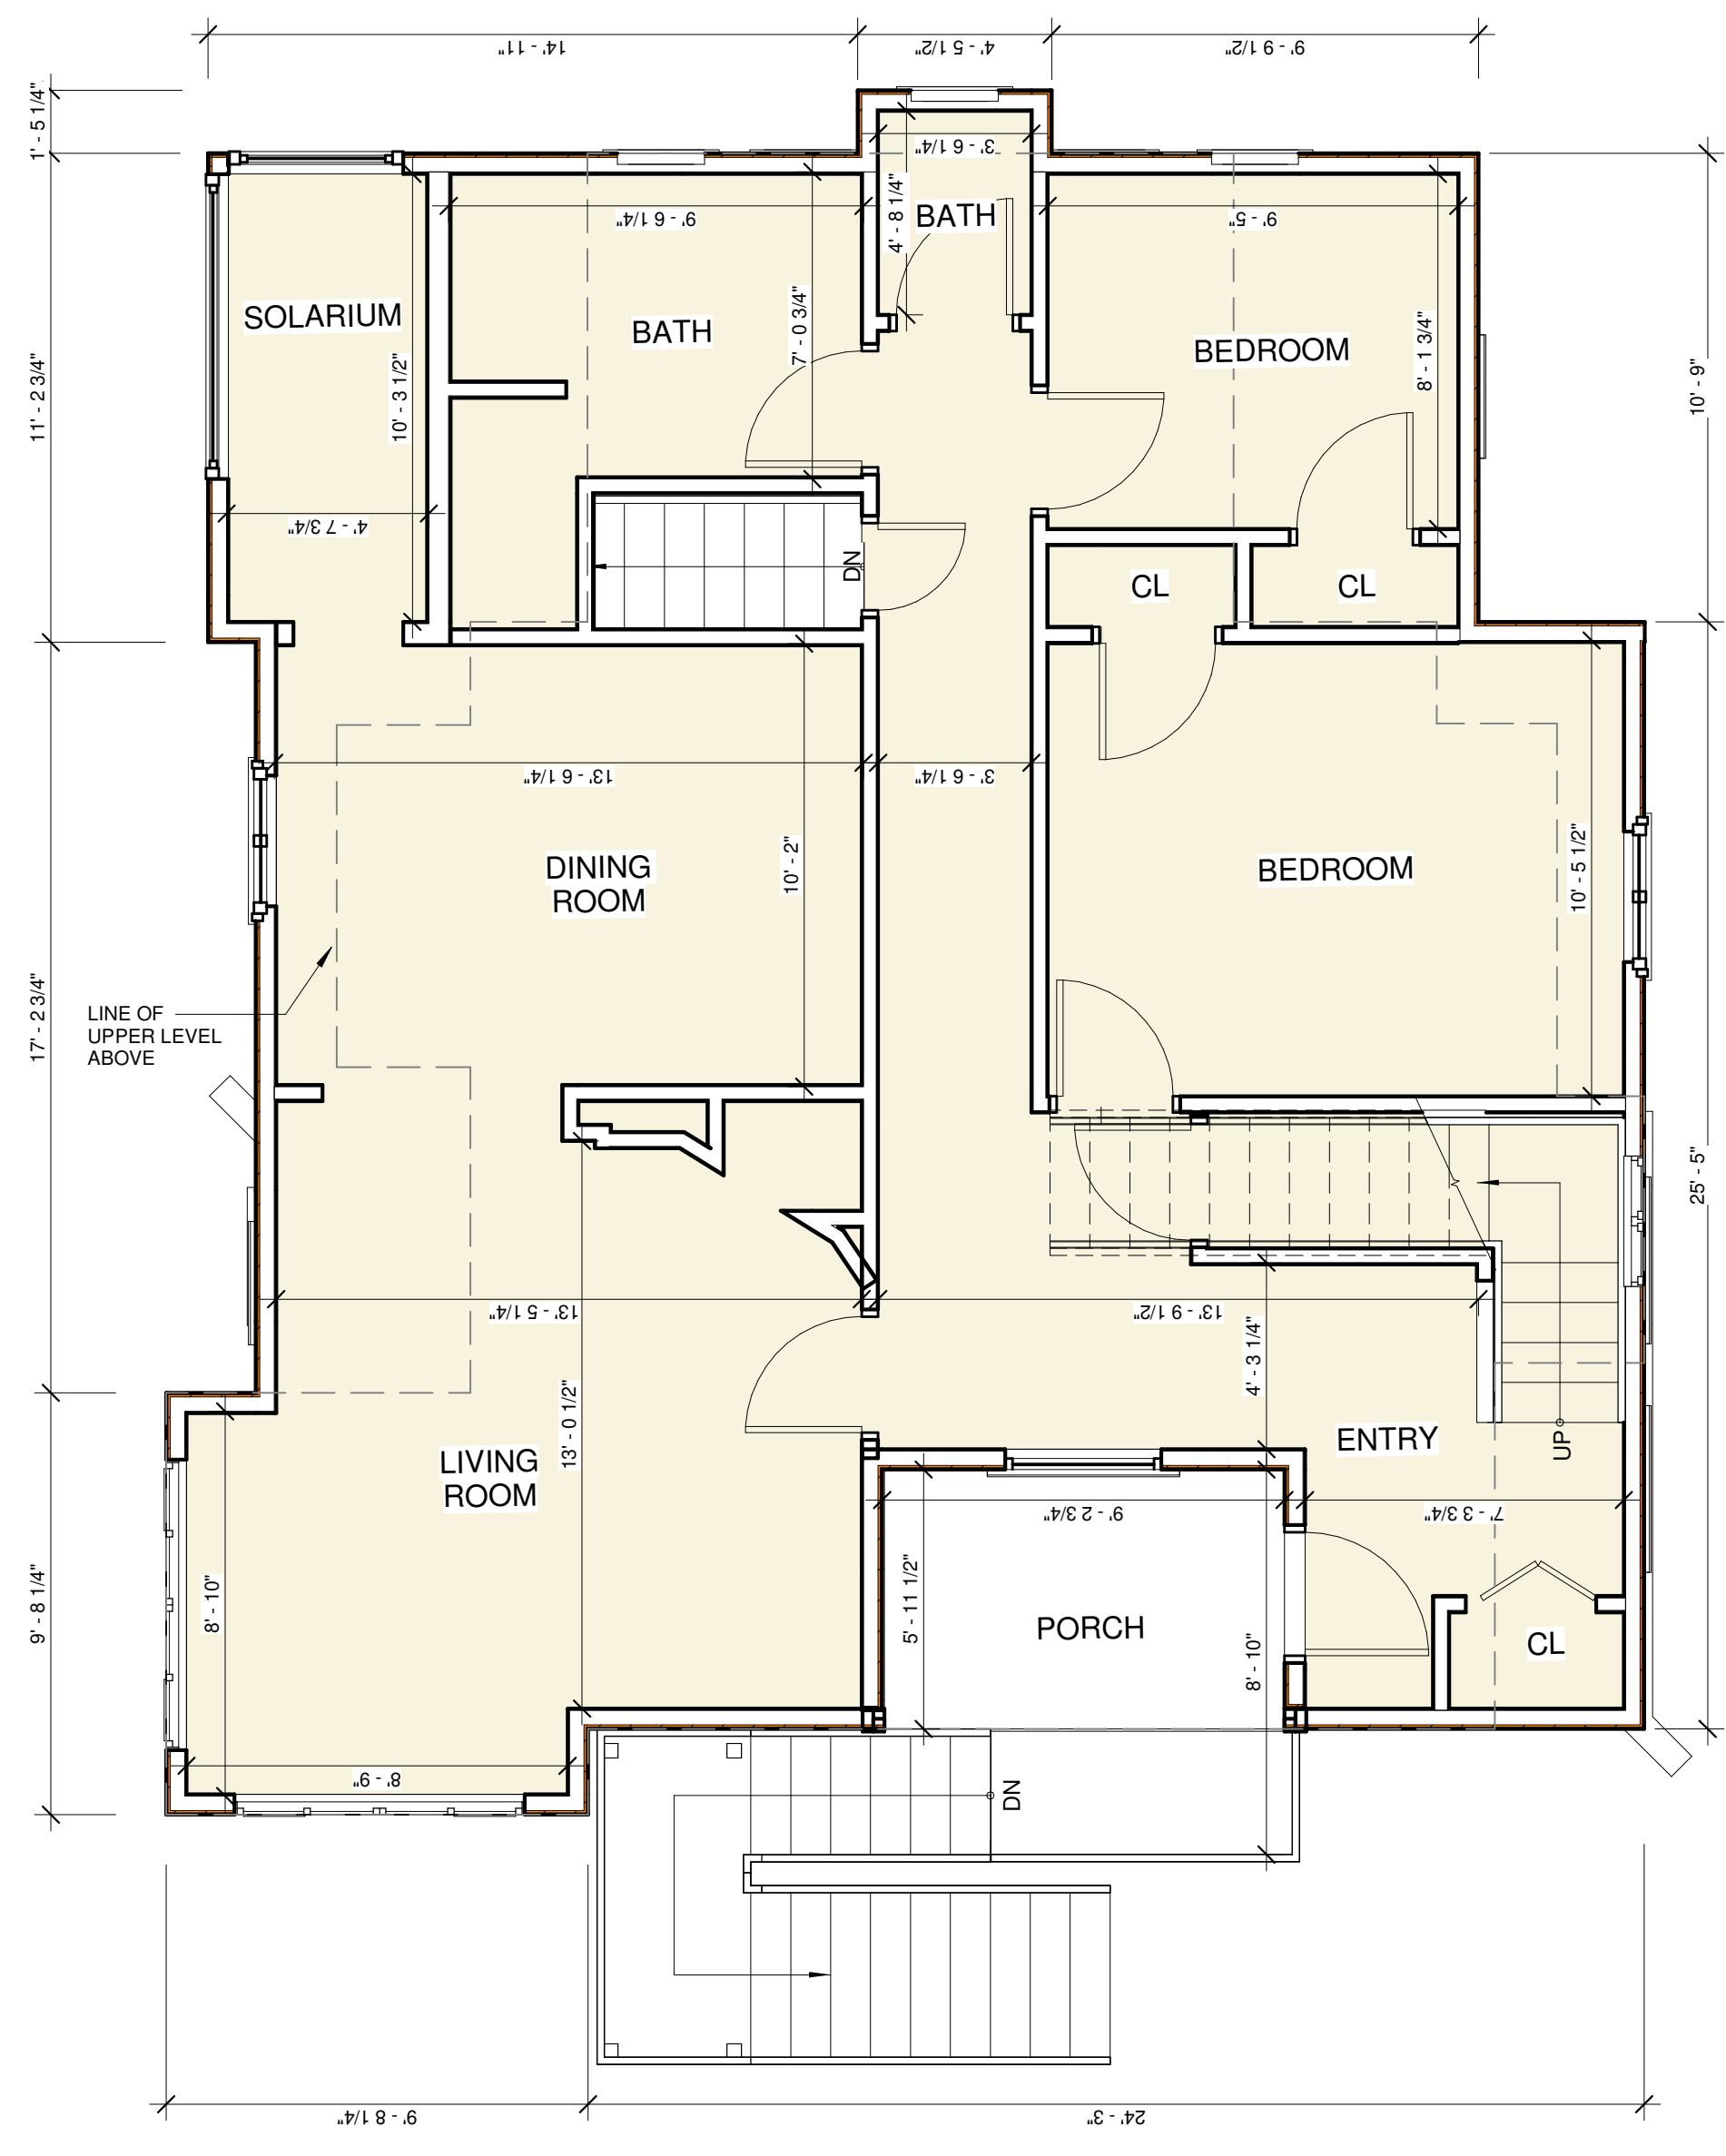 14' - 11"
4' - 5 1/2"
9' - 9 1/2"
1' - 5 1/4"
3' - 6 1/4"
4' - 8 1/4"
BATH
9' - 6 1/4"
9' - 5"
SOLARIUM
BATH
7' - 0 3/4"
BEDROOM
8' - 1 3/4"
11' - 2 3/4"
10' - 3 1/2"
10' - 9"
4' - 7 3/4"
DN
CL
CL
13' - 6 1/4"
3' - 6 1/4"
DINING
ROOM
10' - 2"
BEDROOM
10' - 5 1/2"
LINE OF
UPPER LEVEL
ABOVE
17' - 2 3/4"
25' - 5"
13' - 5 1/4"
13' - 9 1/2"
4' - 3 1/4"
13' - 0 1/2"
ENTRY
UP
LIVING
ROOM
9' - 2 3/4"
7' - 3 3/4"
9' - 8 1/4"
8' - 10"
5' - 11 1/2"
PORCH
8' - 10"
CL
8' - 9"
DN
9' - 8 1/4"
24' - 3"